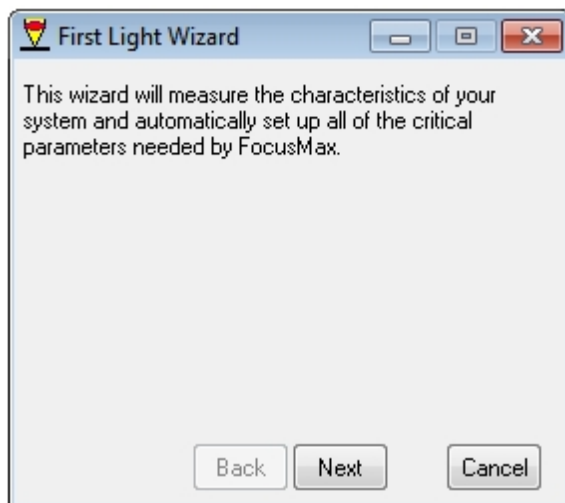 First Light Wizard
This wizard will measure the characteristics of your
system and automatically set up all of the critical
parameters needed by FocusMax.
Back Next Cancel